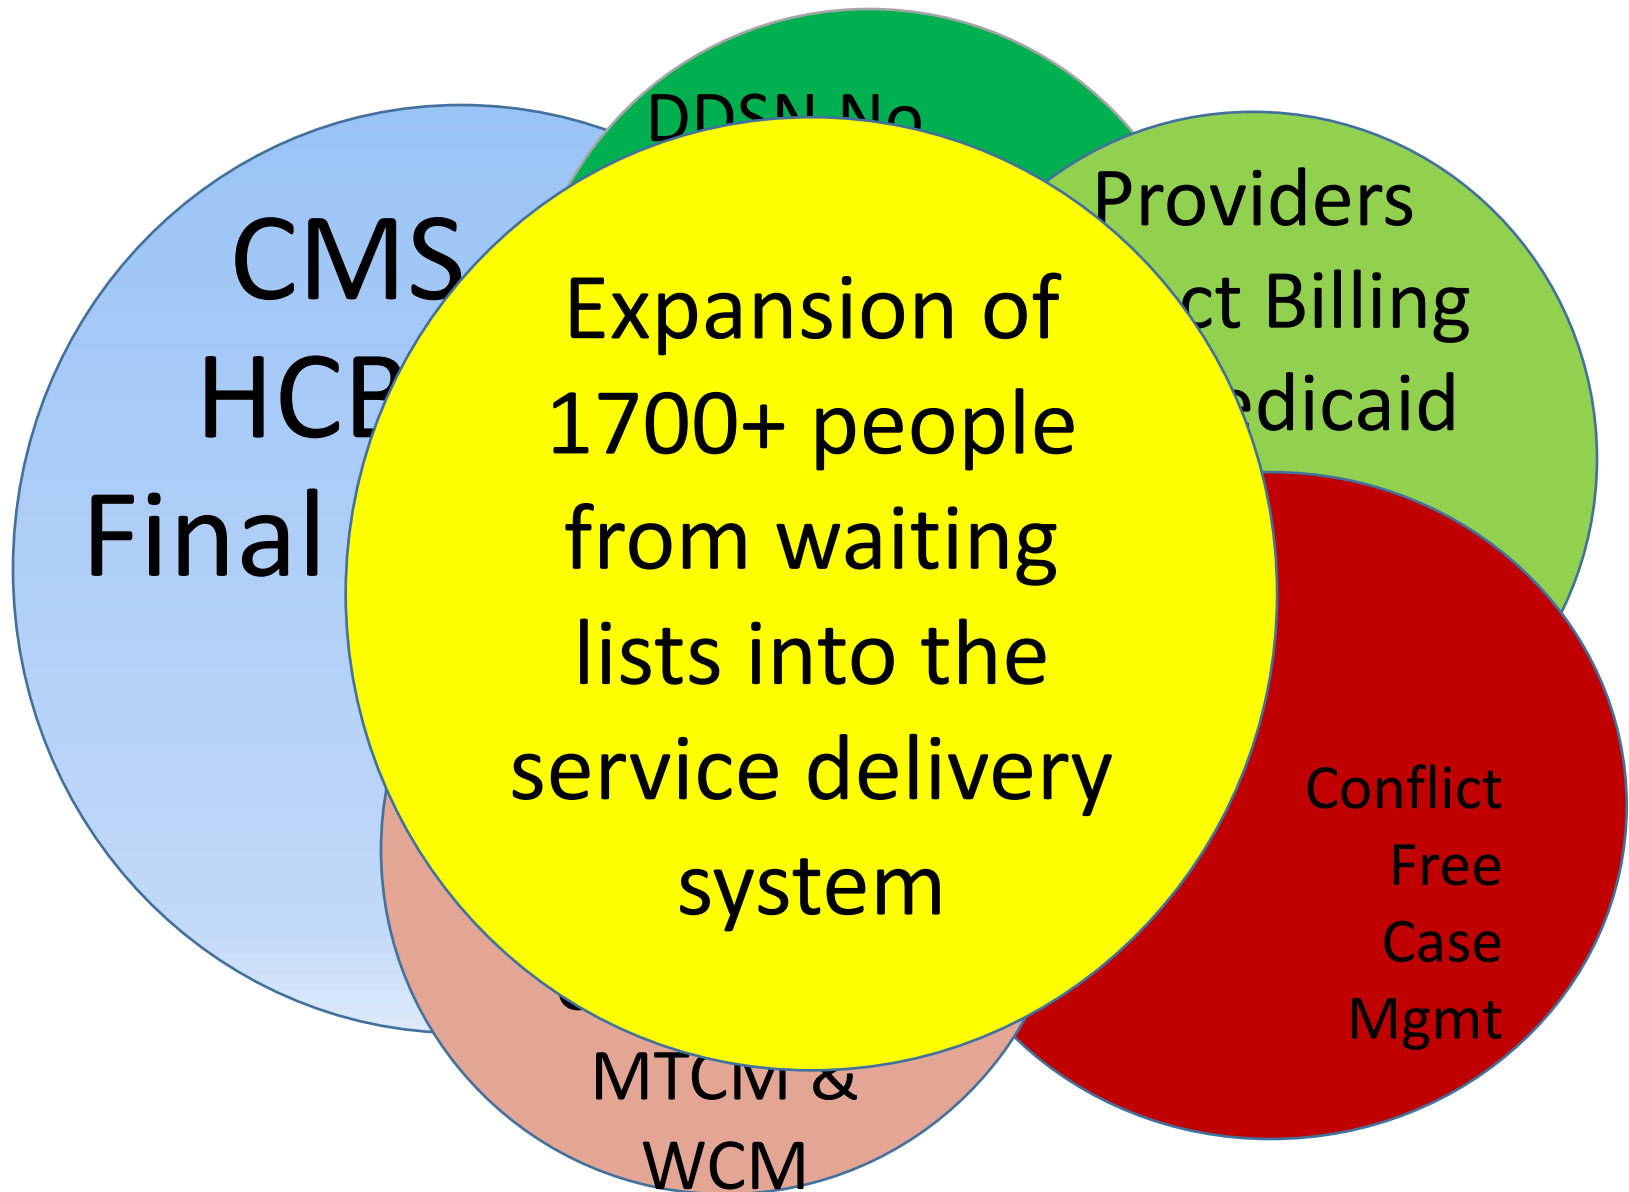 DDSN No
CMS
HCB
Final
Providers
ct Billing
edicaid
Expansion of
1700+ people
from waiting
lists into the
service delivery
system
Conflict
Free
Case
Mgmt
MTCM &
WCM